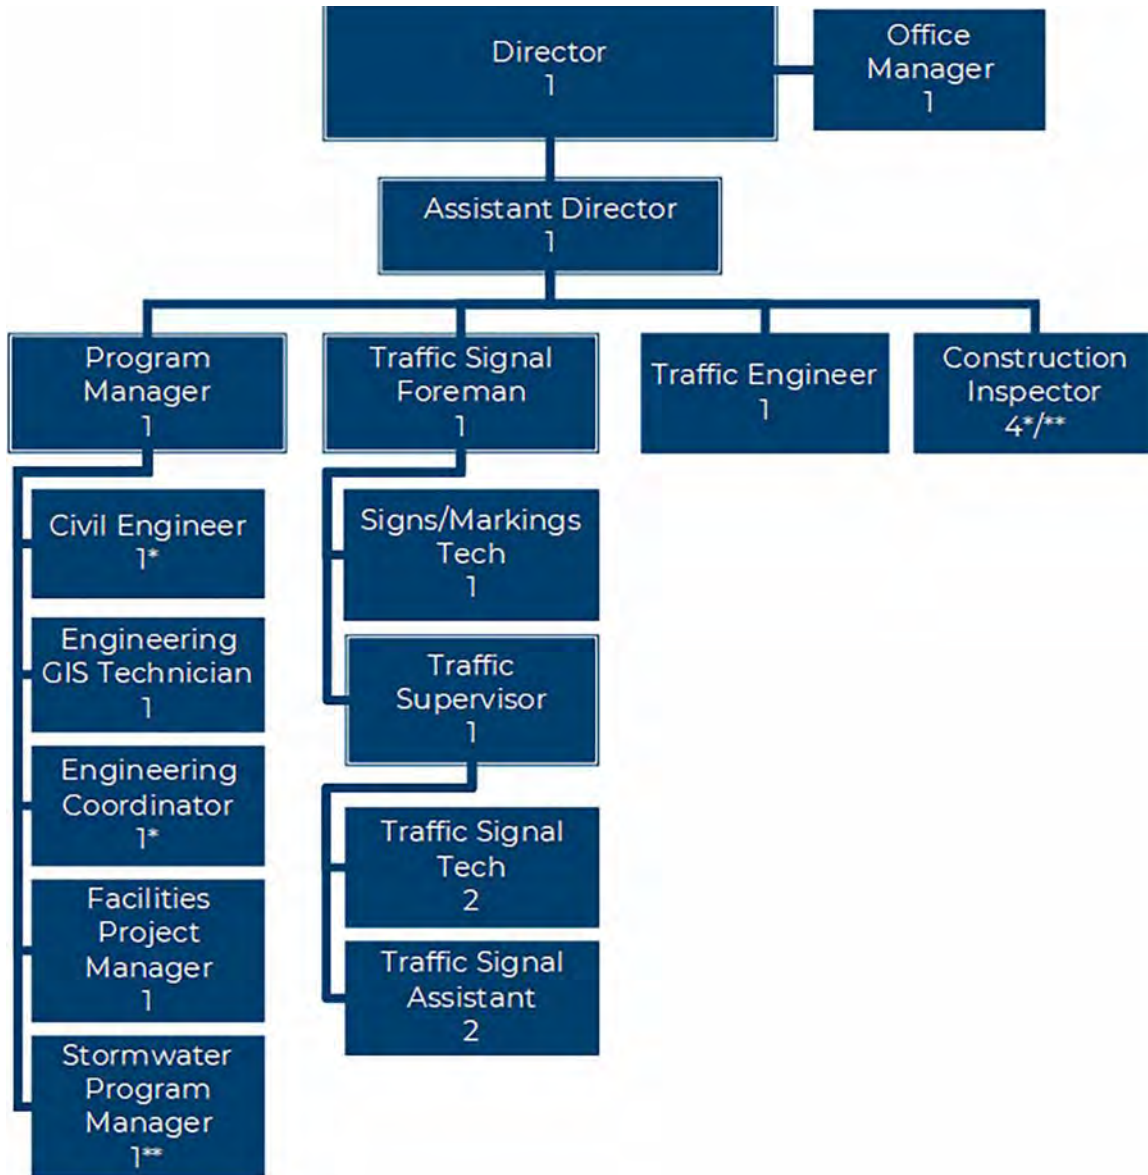 Director
1
Office
Manager
1
Assistant Director
1
Program
Manager
1
Traffic Signal
Foreman
1
Traffic Engineer
1
Construction
Inspector
4*/**
Civil Engineer
1*
Engineering
GIS Technician
1
Engineering
Coordinator
1*
Facilities
Project
Manager
1
Stormwater
Program
Manager
1**
Signs/Markings
Tech
1
Traffic
Supervisor
1
Traffic Signal
Tech
2
Traffic Signal
Assistant
2